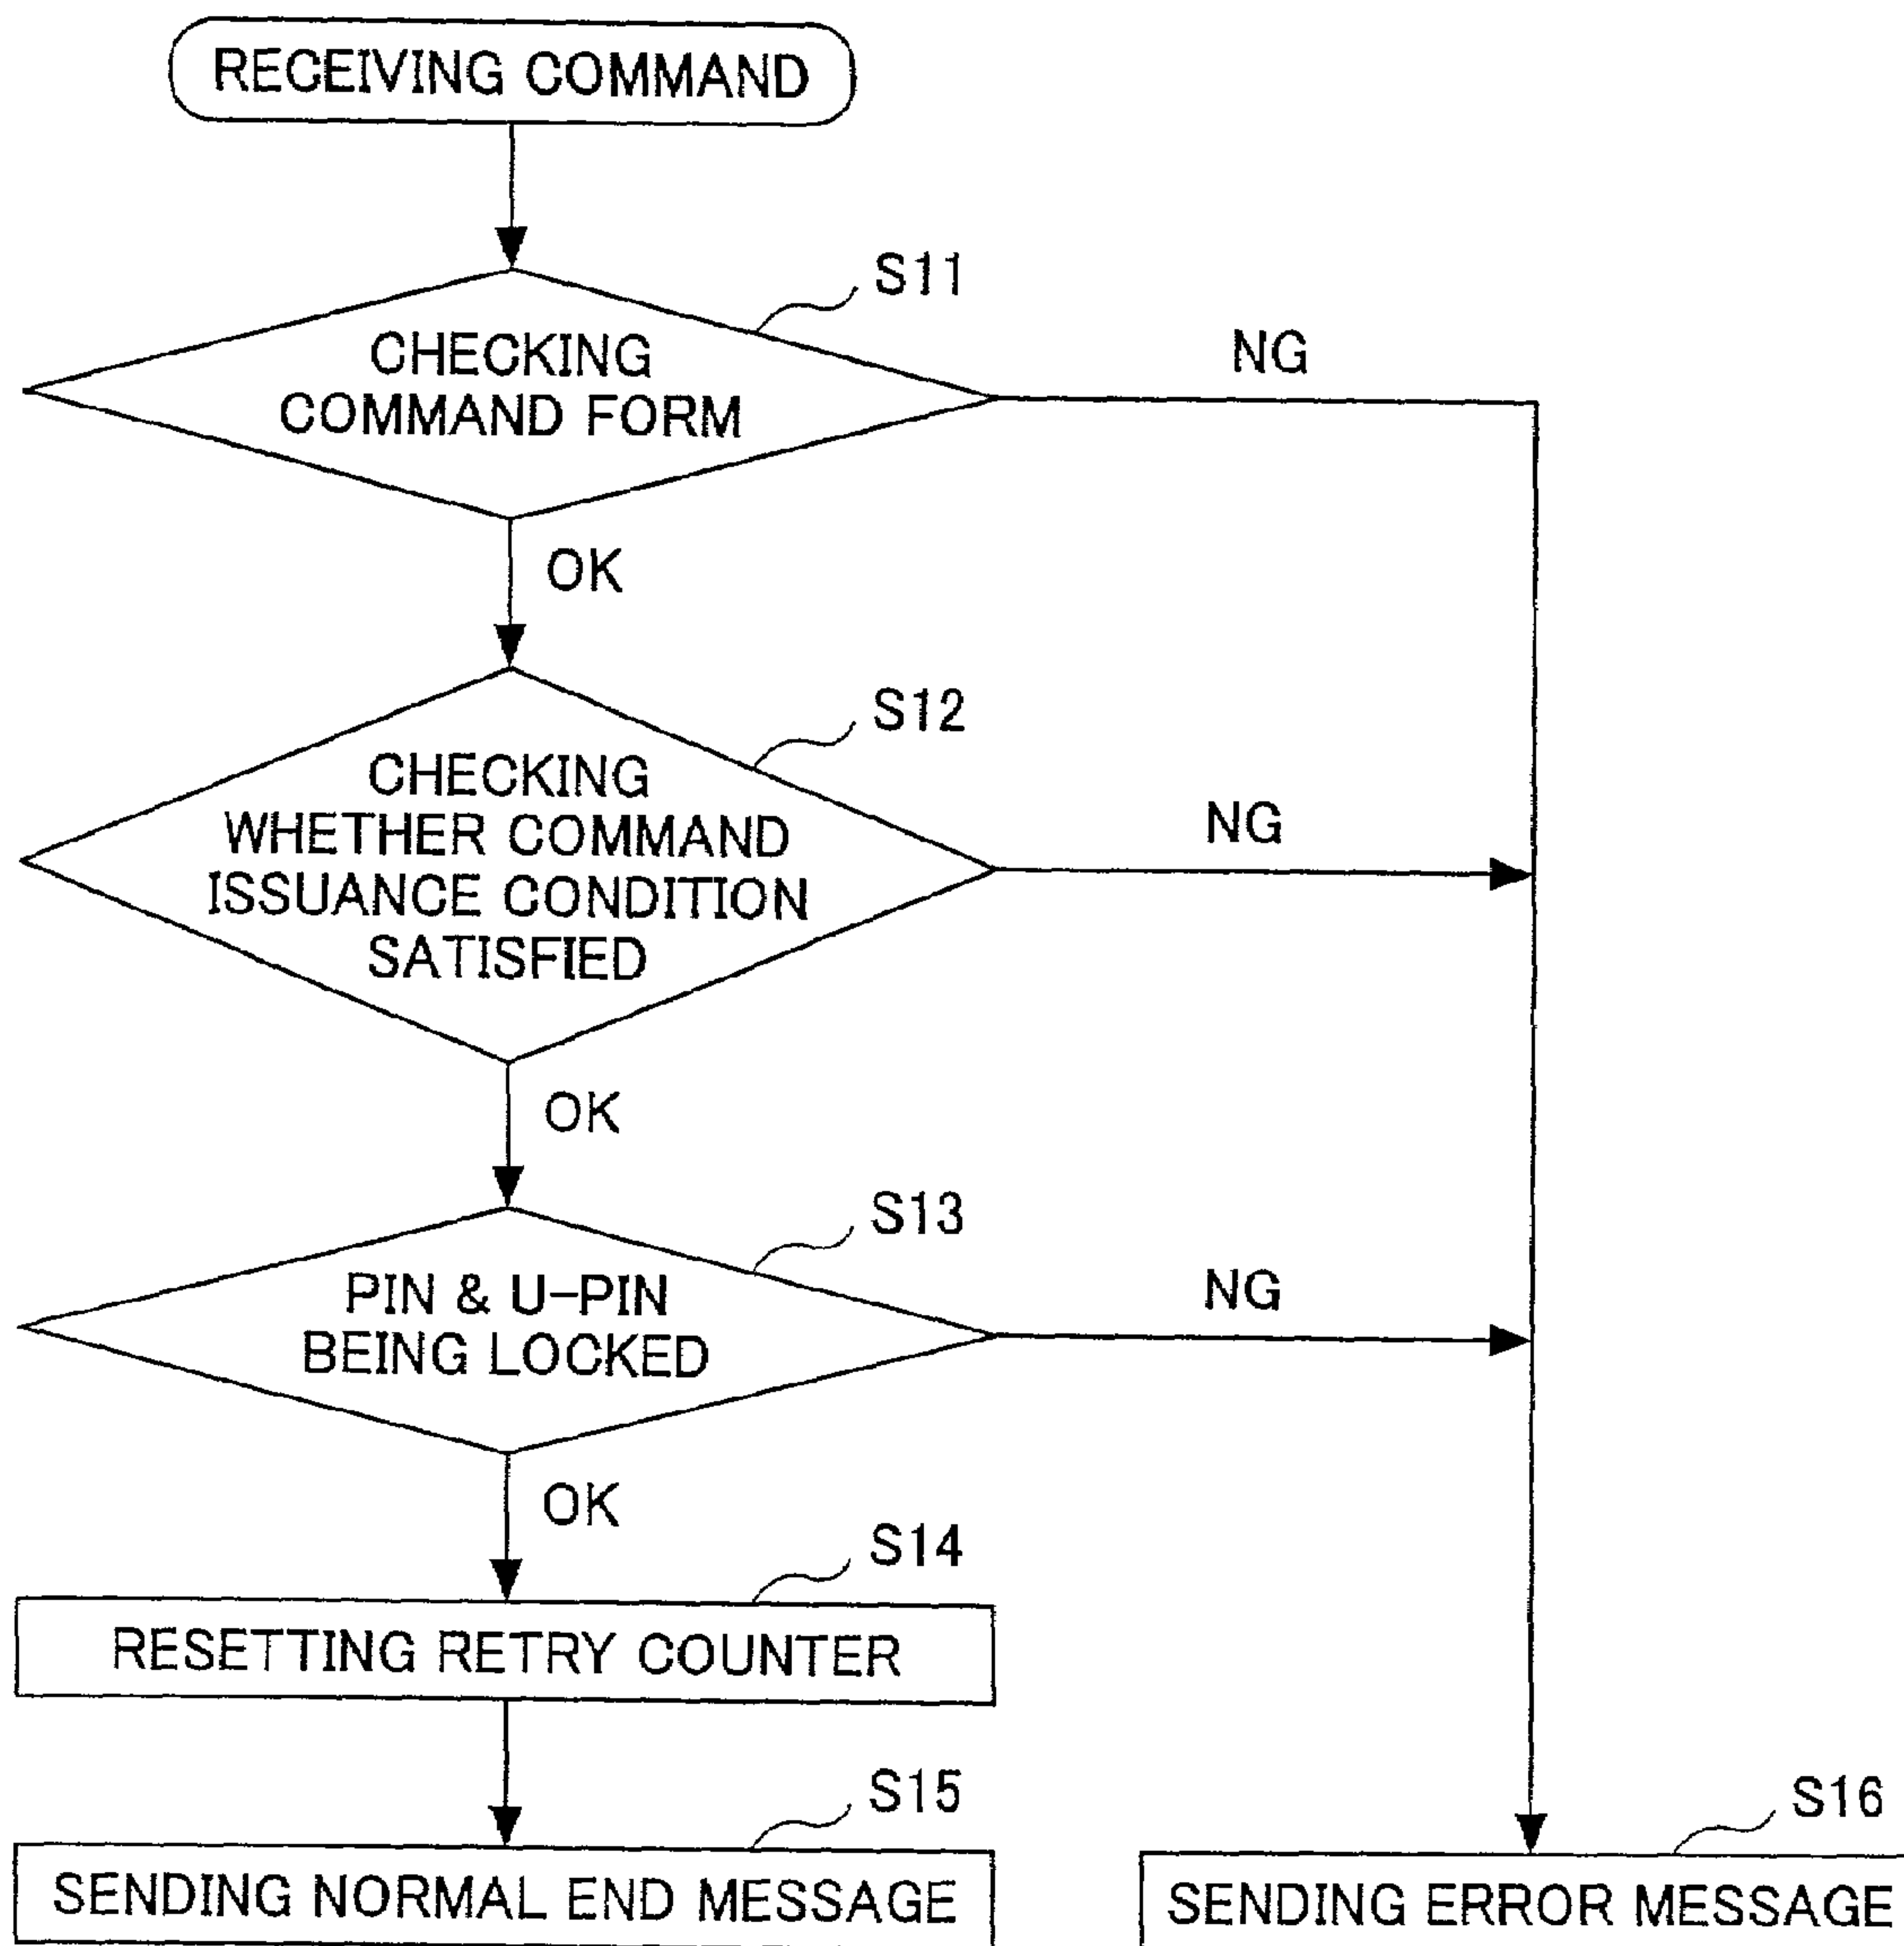 RECEIVING COMMAND
S11
CHECKING
COMMAND FORM
NG
OK
S12
CHECKING
WHETHER COMMAND
ISSUANCE CONDITION
SATISFIED
NG
OK
S13
PIN & U-PIN
BEING LOCKED
NG
OK
S14
RESETTING RETRY COUNTER
S15
SENDING NORMAL END MESSAGE
S16
SENDING ERROR MESSAGE